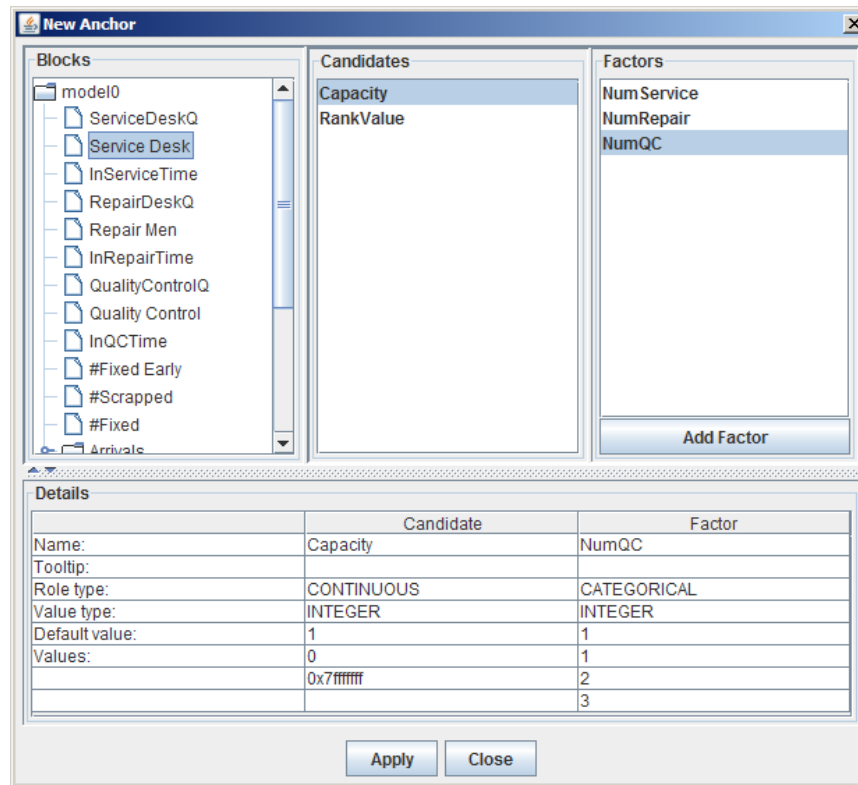 New Anchor
Blocks
model0
ServiceDeskQ
Service Desk
InServiceTime
RepairDeskQ
Repair Men
InRepairTime
QualityControlQ
Quality Control
InQCTime
#Fixed Early
#Scrapped
#Fixed
Arrivals
Candidates
Capacity
RankValue
Factors
NumService
NumRepair
NumQC
Add Factor
Details
Candidate Factor
Name: Capacity NumQC
Tooltip:
Role type: CONTINUOUS CATEGORICAL
Value type: INTEGER INTEGER
Default value: 1 1
Values: 0 1
0x7fffffff 2
3
Apply Close